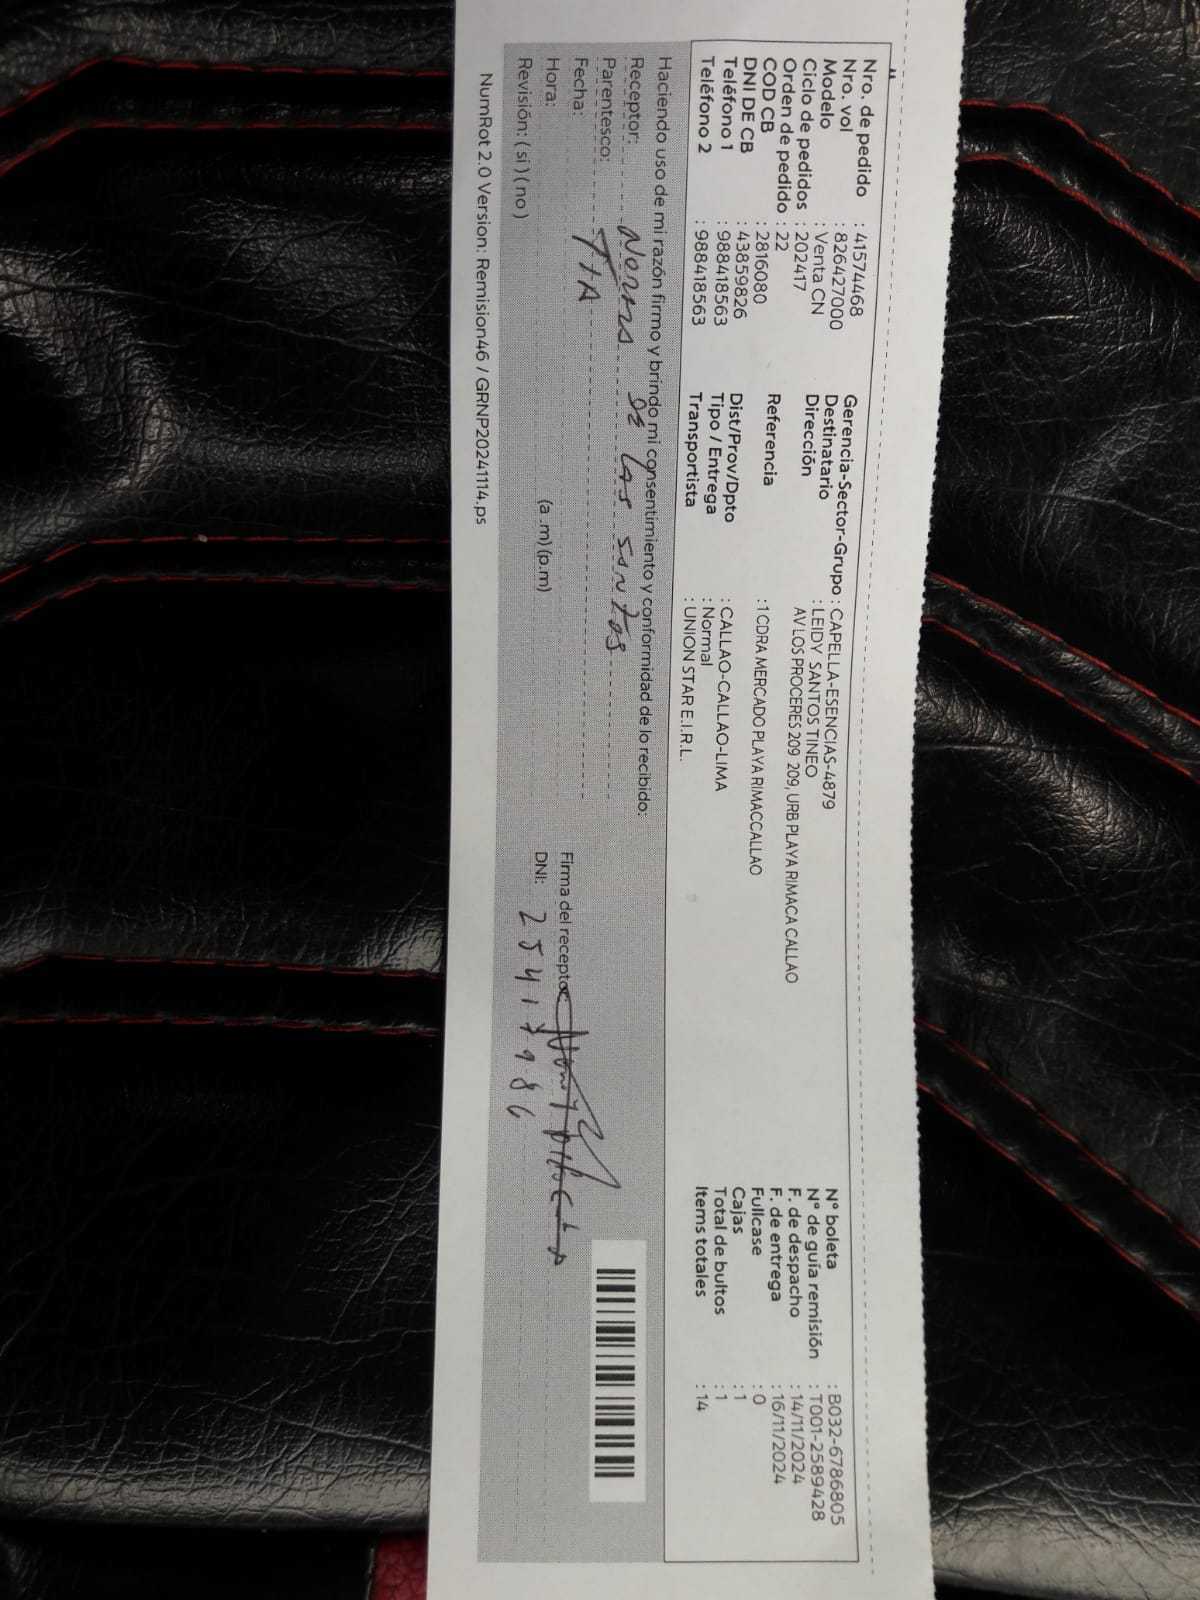 Nro. de pedido : 41574468
Nro. vol : 826427000
Modelo : Venta CN
Ciclo de pedidos : 202417
Orden de pedido : 22
COD CB : 2816080
DNI DE CB : 43859826
Teléfono 1 : 988418563
Teléfono 2 : 988418563
Gerencia-Sector-Grupo : CAPELLA-ESENCIAS-4879
Destinatario : LEIDY SANTOS TINEO
Dirección AV LOS PROCERES 209 209, URB PLAYA RIMACA CALLAO
Referencia : 1 CDRA MERCADO PLAYA RIMACCALLAO
Dist/Prov/Dpto : CALLAO-CALLAO-LIMA
Tipo / Entrega : Normal
Transportista : UNION STAR E.I.R.L.
N° boleta : B032-6786805
N° de guía remisión : T001-2589428
F. de despacho : 14/11/2024
F. de entrega : 16/11/2024
Fullcase : 0
Cajas : 1
Total de bultos : 1
Items totales : 14
Haciendo uso de mi razón firmo y brindo mi consentimiento y conformidad de lo recibido:
Receptor: Norma de las santos
Parentesco: TIA
Fecha:
Hora: (a .m) (p.m)
Revisión: ( si ) ( no )
Firma del receptor:
DNI: 25417986
NumRot 2.0 Version: Remision46 / GRNP20241114.ps